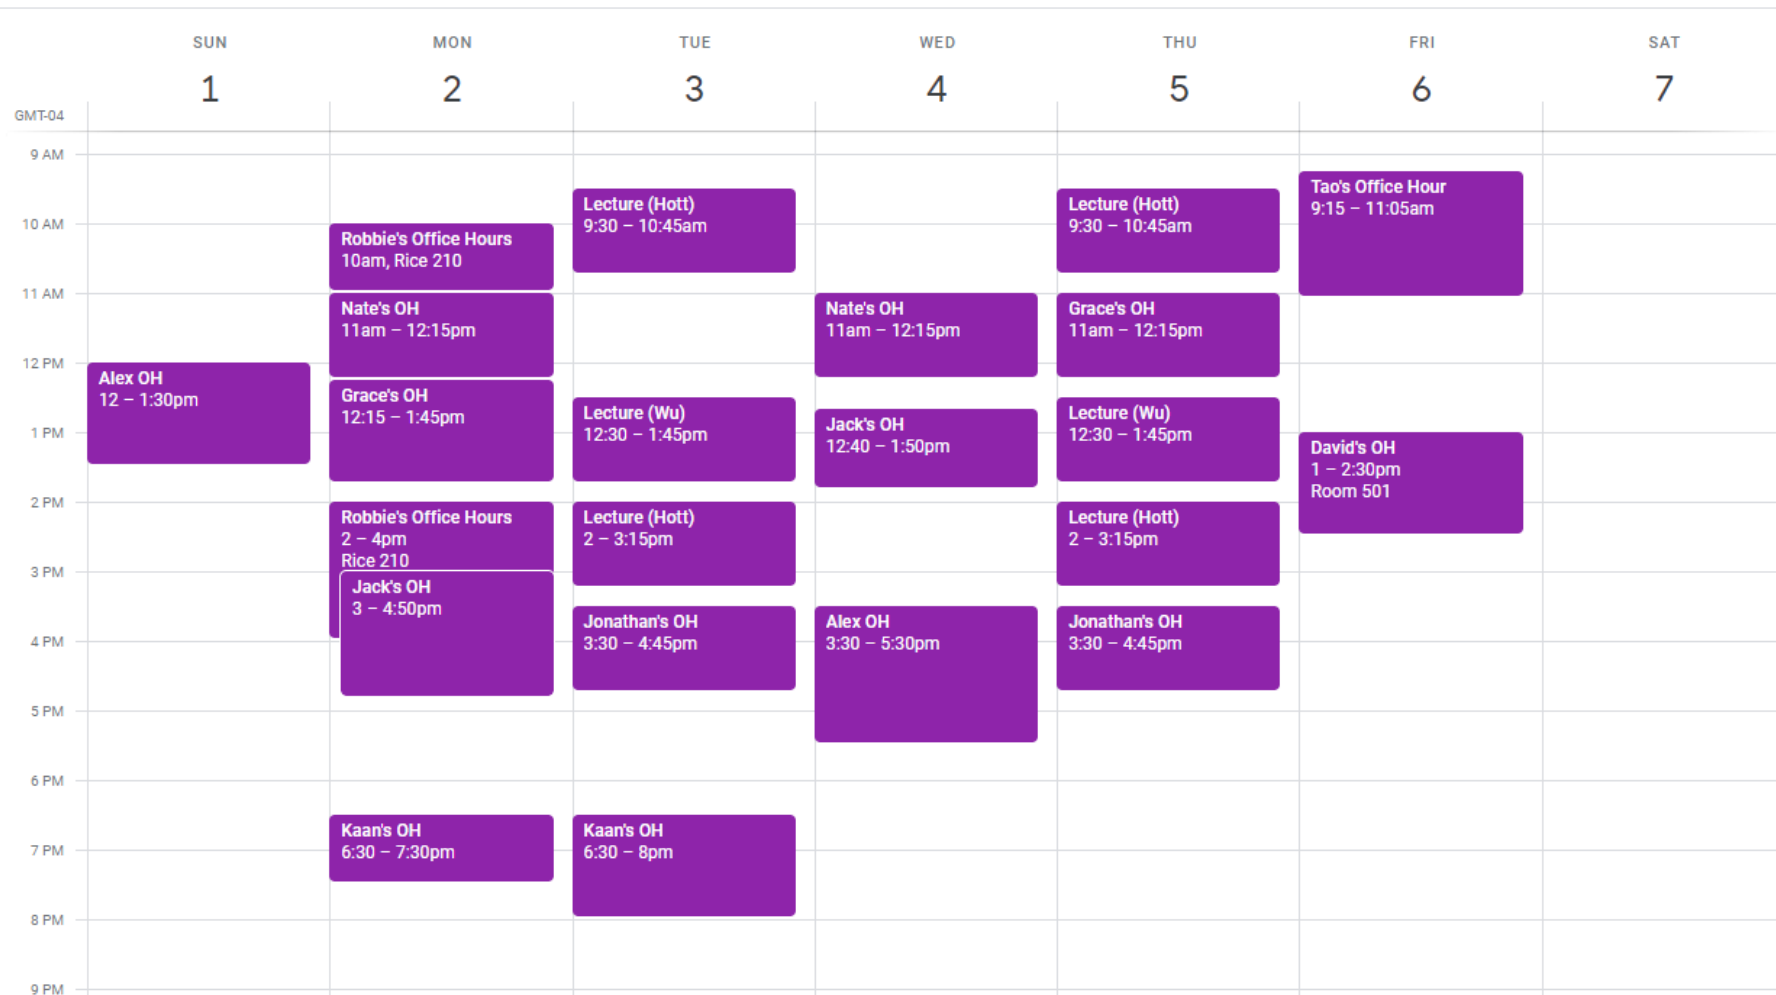 SUN
MON
TUE
WED
THU
FRI
SAT
1
2
3
4
5
6
7
GMT-04
9 AM
10 AM
11 AM
12 PM
1 PM
2 PM
3 PM
4 PM
5 PM
6 PM
7 PM
8 PM
9 PM
Alex OH
12 – 1:30pm
Robbie's Office Hours
10am, Rice 210
Nate's OH
11am – 12:15pm
Grace's OH
12:15 – 1:45pm
Robbie's Office Hours
2 – 4pm
Rice 210
Jack's OH
3 – 4:50pm
Kaan's OH
6:30 – 7:30pm
Lecture (Hott)
9:30 – 10:45am
Lecture (Wu)
12:30 – 1:45pm
Lecture (Hott)
2 – 3:15pm
Jonathan's OH
3:30 – 4:45pm
Kaan's OH
6:30 – 8pm
Nate's OH
11am – 12:15pm
Jack's OH
12:40 – 1:50pm
Alex OH
3:30 – 5:30pm
Lecture (Hott)
9:30 – 10:45am
Grace's OH
11am – 12:15pm
Lecture (Wu)
12:30 – 1:45pm
Lecture (Hott)
2 – 3:15pm
Jonathan's OH
3:30 – 4:45pm
Tao's Office Hour
9:15 – 11:05am
David's OH
1 – 2:30pm
Room 501